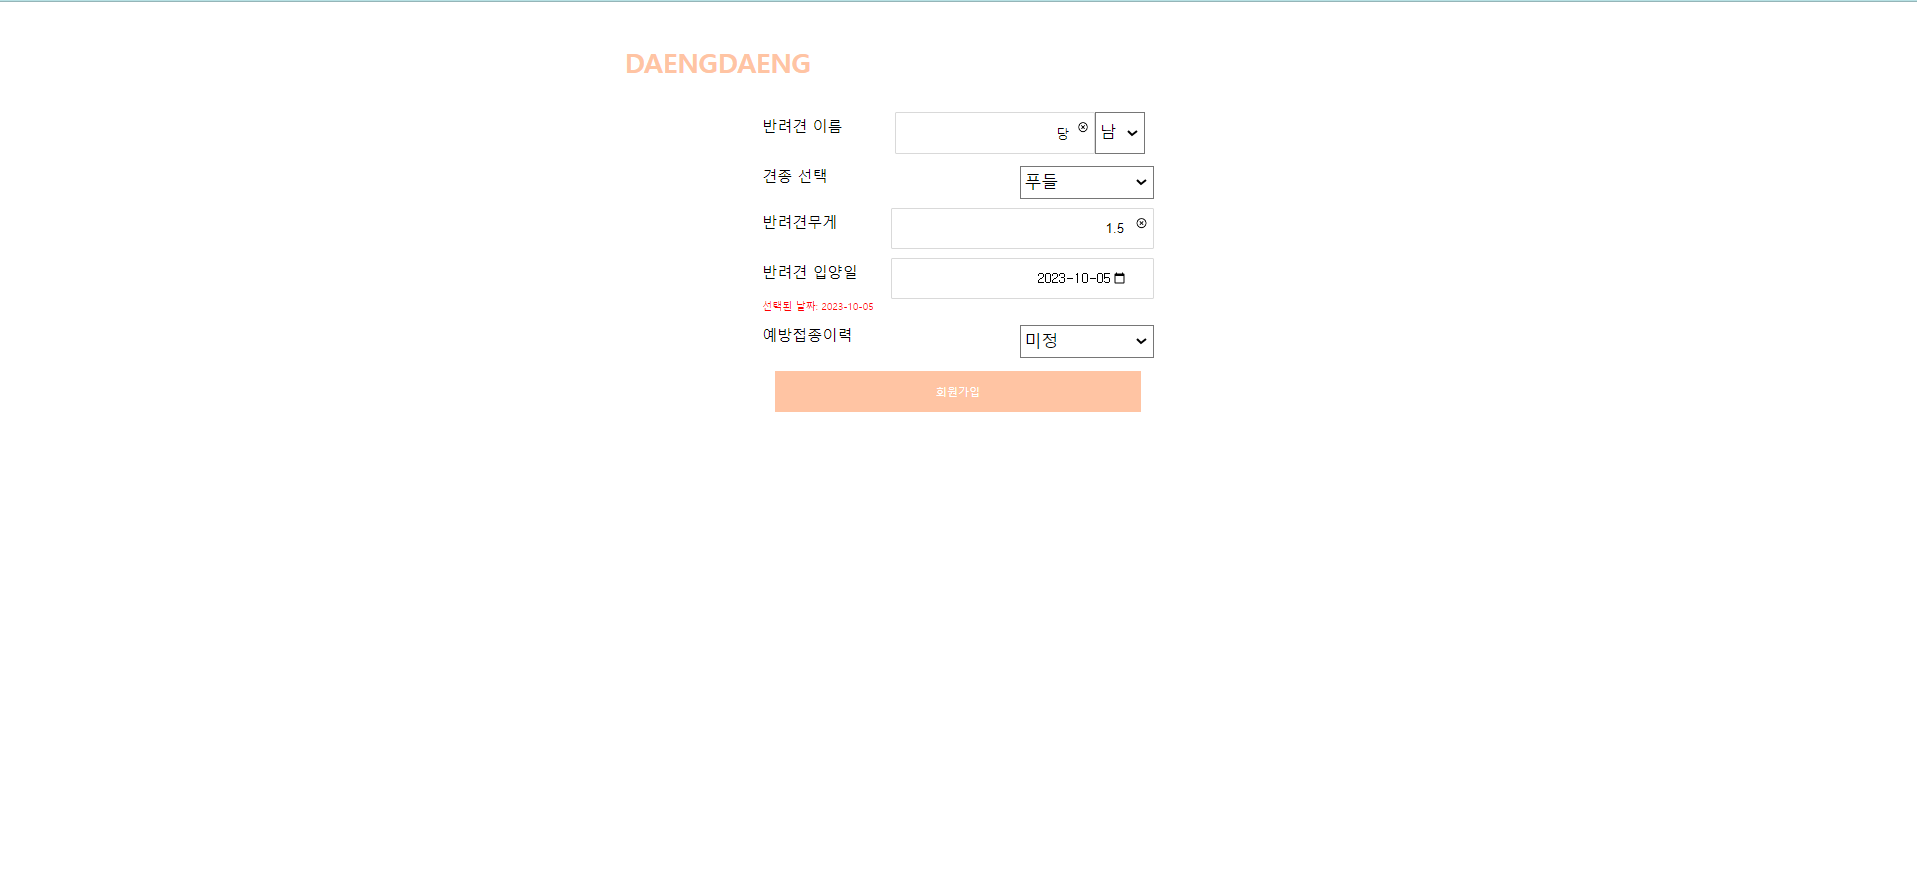 DAENGDAENG
반려견 이름 당 남
견종 선택 푸들
반려견무게 1.5
반려견 입양일 2023-10-05
선택된 날짜: 2023-10-05
예방접종이력 미정
회원가입